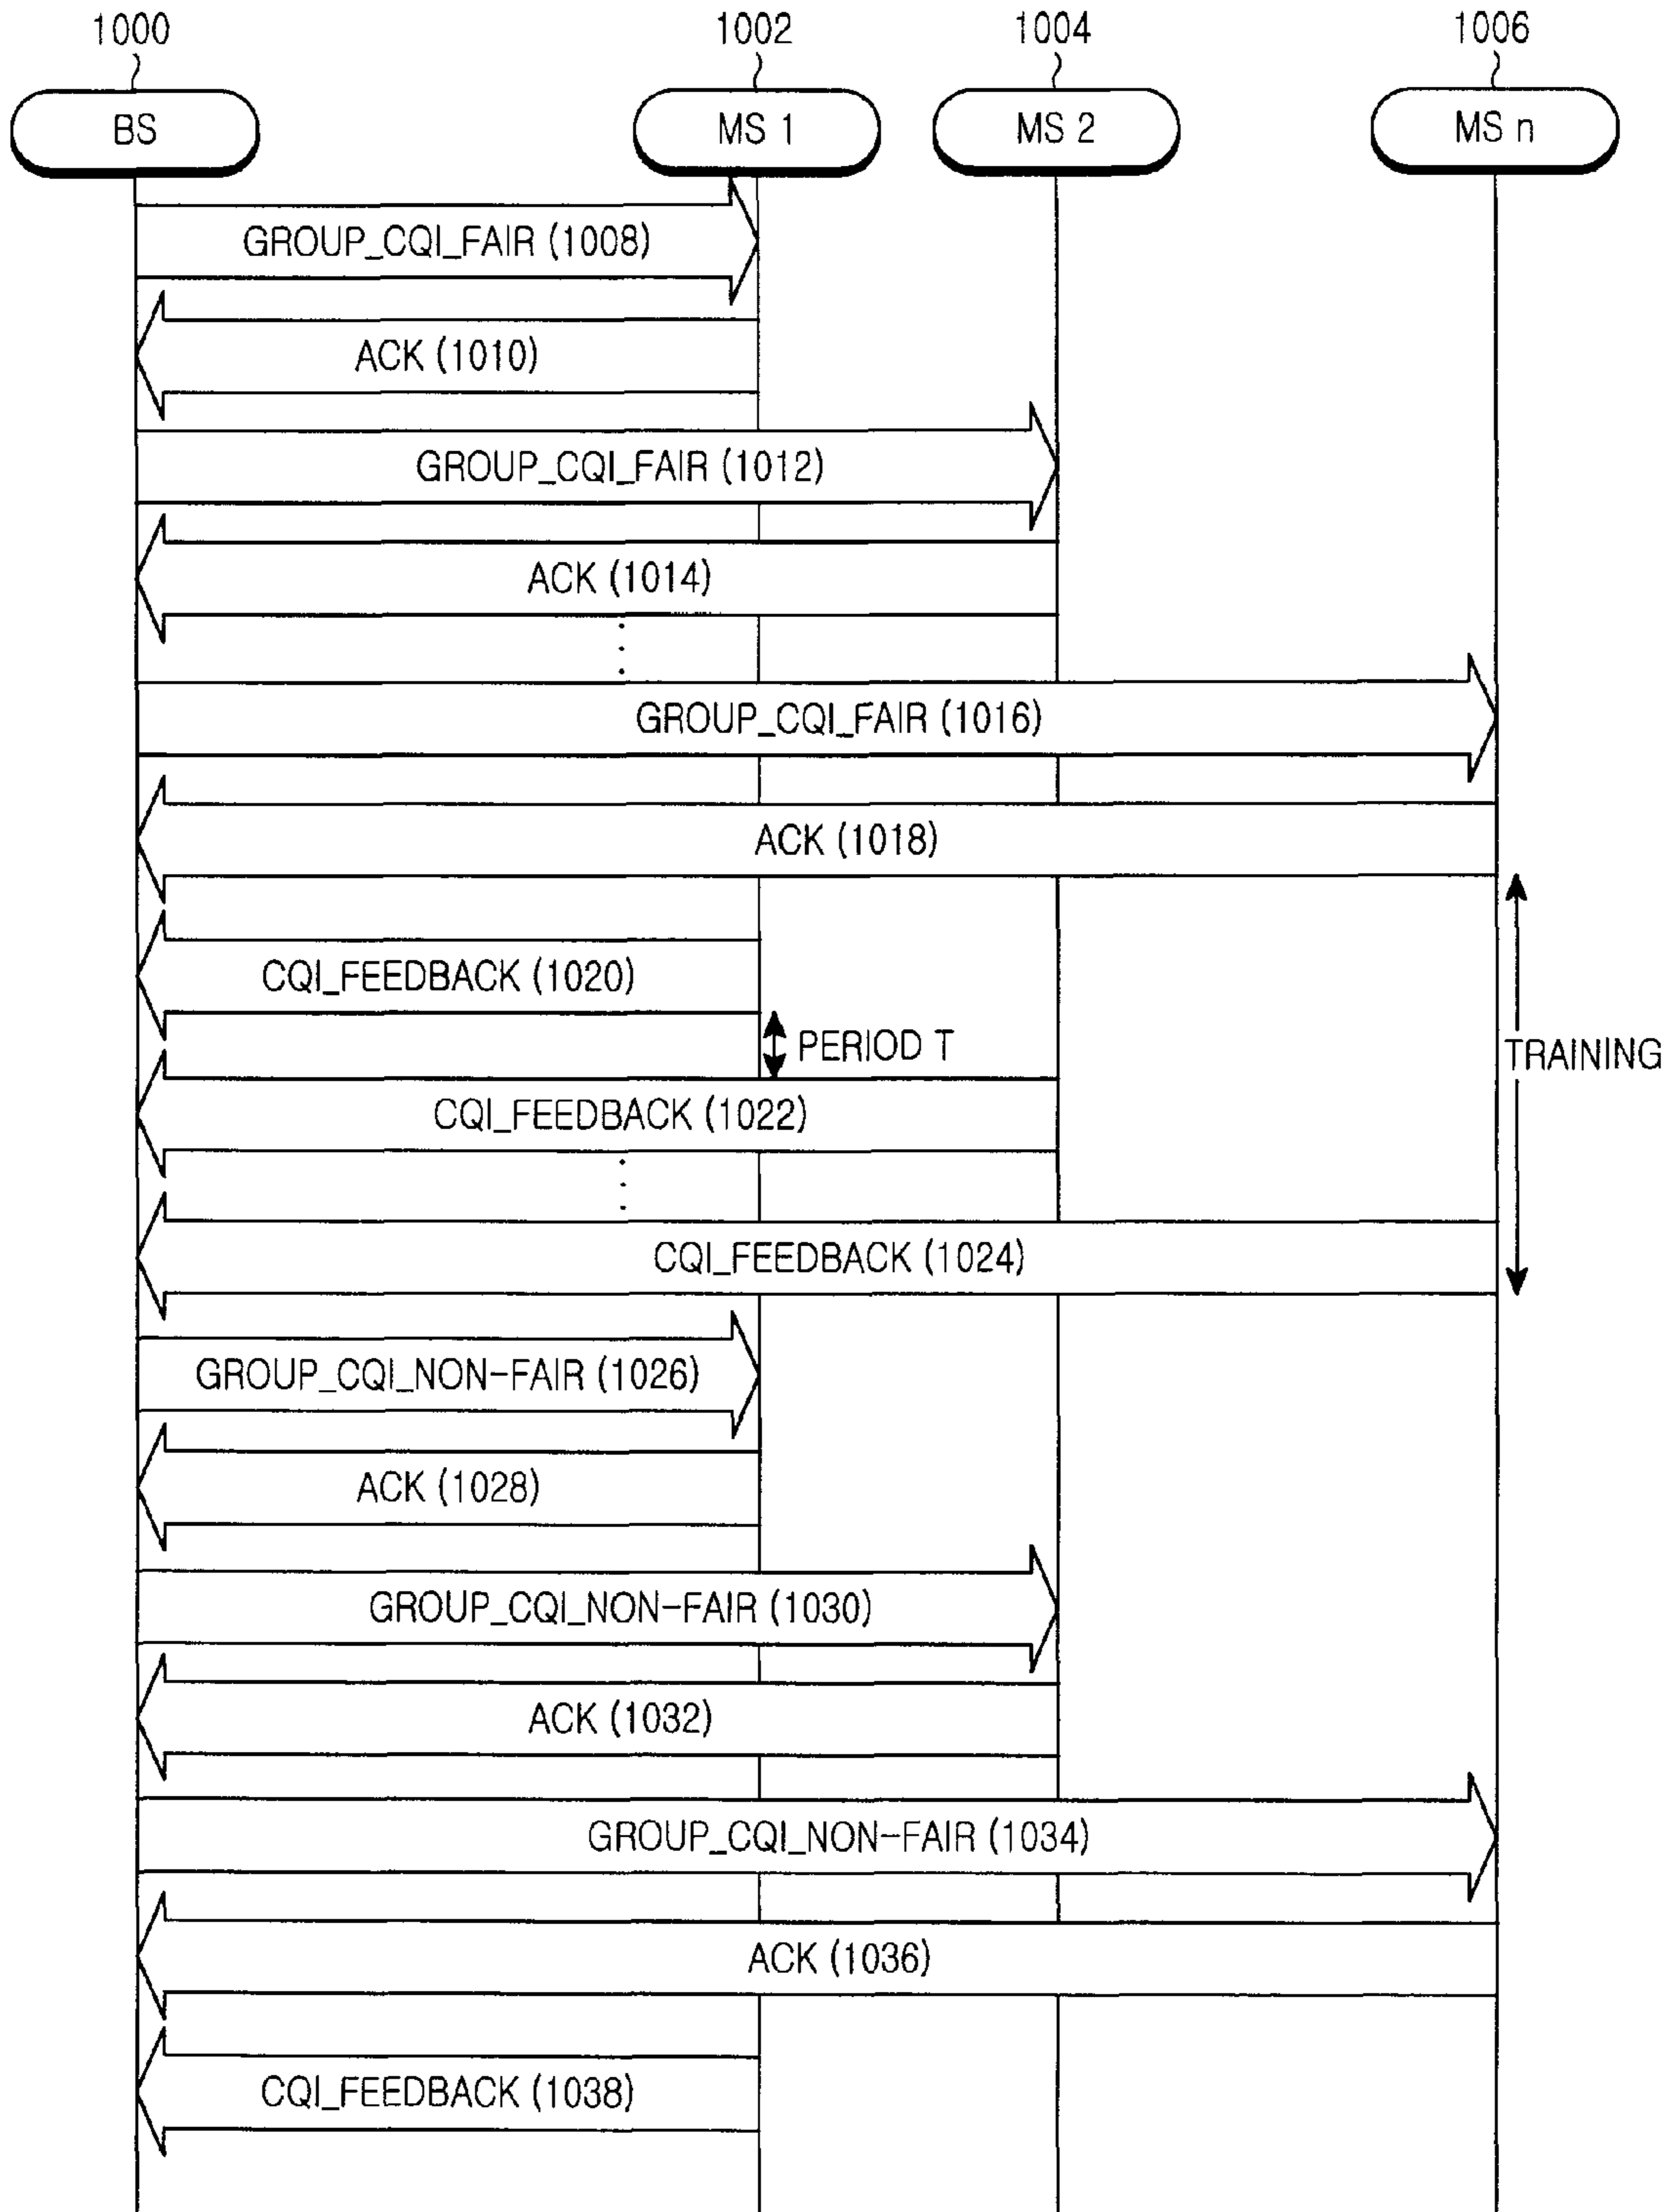 1000 1002 1004 1006
BS MS 1 MS 2 MS n
GROUP_CQI_FAIR (1008)
ACK (1010)
GROUP_CQI_FAIR (1012)
ACK (1014)
GROUP_CQI_FAIR (1016)
ACK (1018)
CQI_FEEDBACK (1020)
PERIOD T
TRAINING
CQI_FEEDBACK (1022)
CQI_FEEDBACK (1024)
GROUP_CQI_NON-FAIR (1026)
ACK (1028)
GROUP_CQI_NON-FAIR (1030)
ACK (1032)
GROUP_CQI_NON-FAIR (1034)
ACK (1036)
CQI_FEEDBACK (1038)